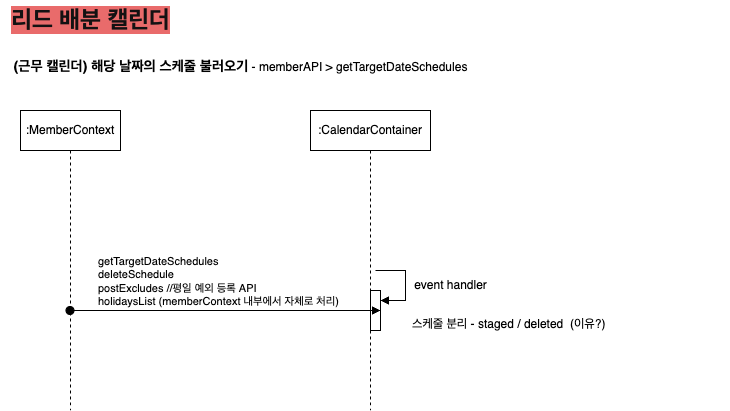 리드 배분 캘린더
(근무 캘린더) 해당 날짜의 스케줄 불러오기 - memberAPI > getTargetDateSchedules
:MemberContext
:CalendarContainer
getTargetDateSchedules
deleteSchedule
postExcludes //평일 예외 등록 API
holidaysList (memberContext 내부에서 자체로 처리)
event handler
스케줄 분리 - staged / deleted (이유?)